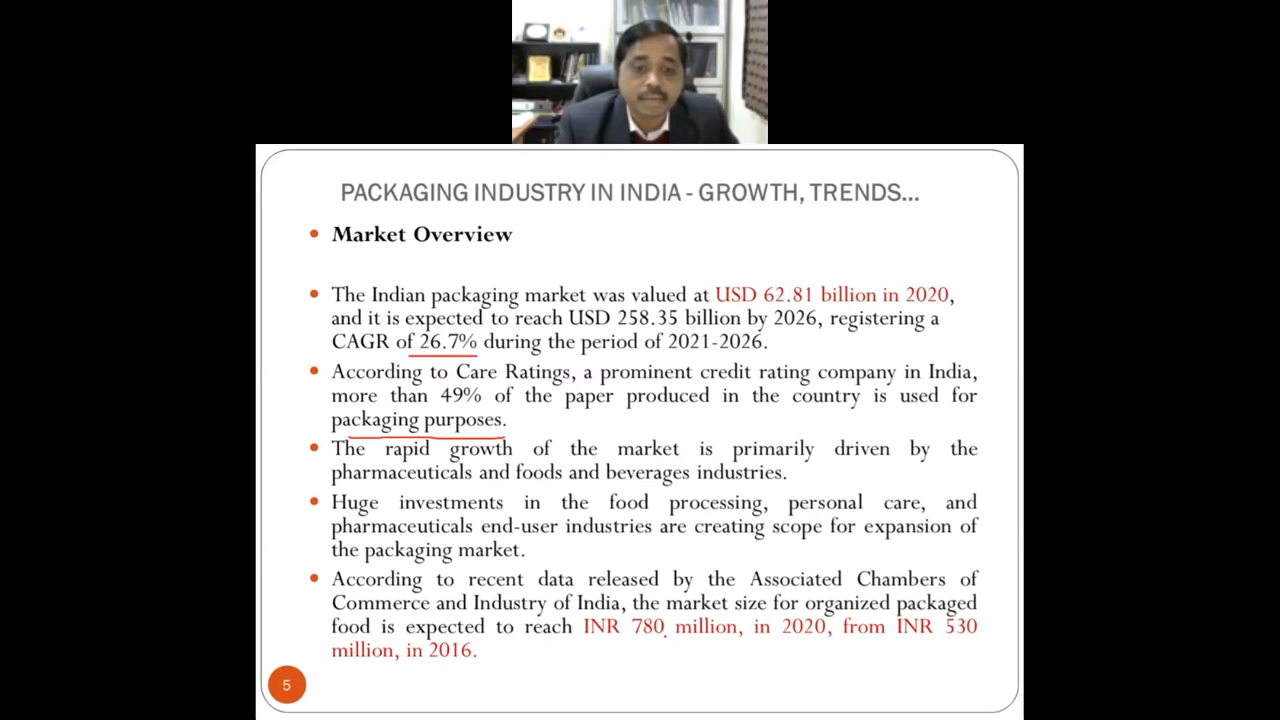 PACKAGING INDUSTRY IN INDIA - GROWTH, TRENDS...
• Market Overview
• The Indian packaging market was valued at USD 62.81 billion in 2020,
and it is expected to reach USD 258.35 billion by 2026, registering a
CAGR of 26.7% during the period of 2021-2026.
• According to Care Ratings, a prominent credit rating company in India,
more than 49% of the paper produced in the country is used for
packaging purposes.
• The rapid growth of the market is primarily driven by the
pharmaceuticals and foods and beverages industries.
• Huge investments in the food processing, personal care, and
pharmaceuticals end-user industries are creating scope for expansion of
the packaging market.
• According to recent data released by the Associated Chambers of
Commerce and Industry of India, the market size for organized packaged
food is expected to reach INR 780 million, in 2020, from INR 530
million, in 2016.
5